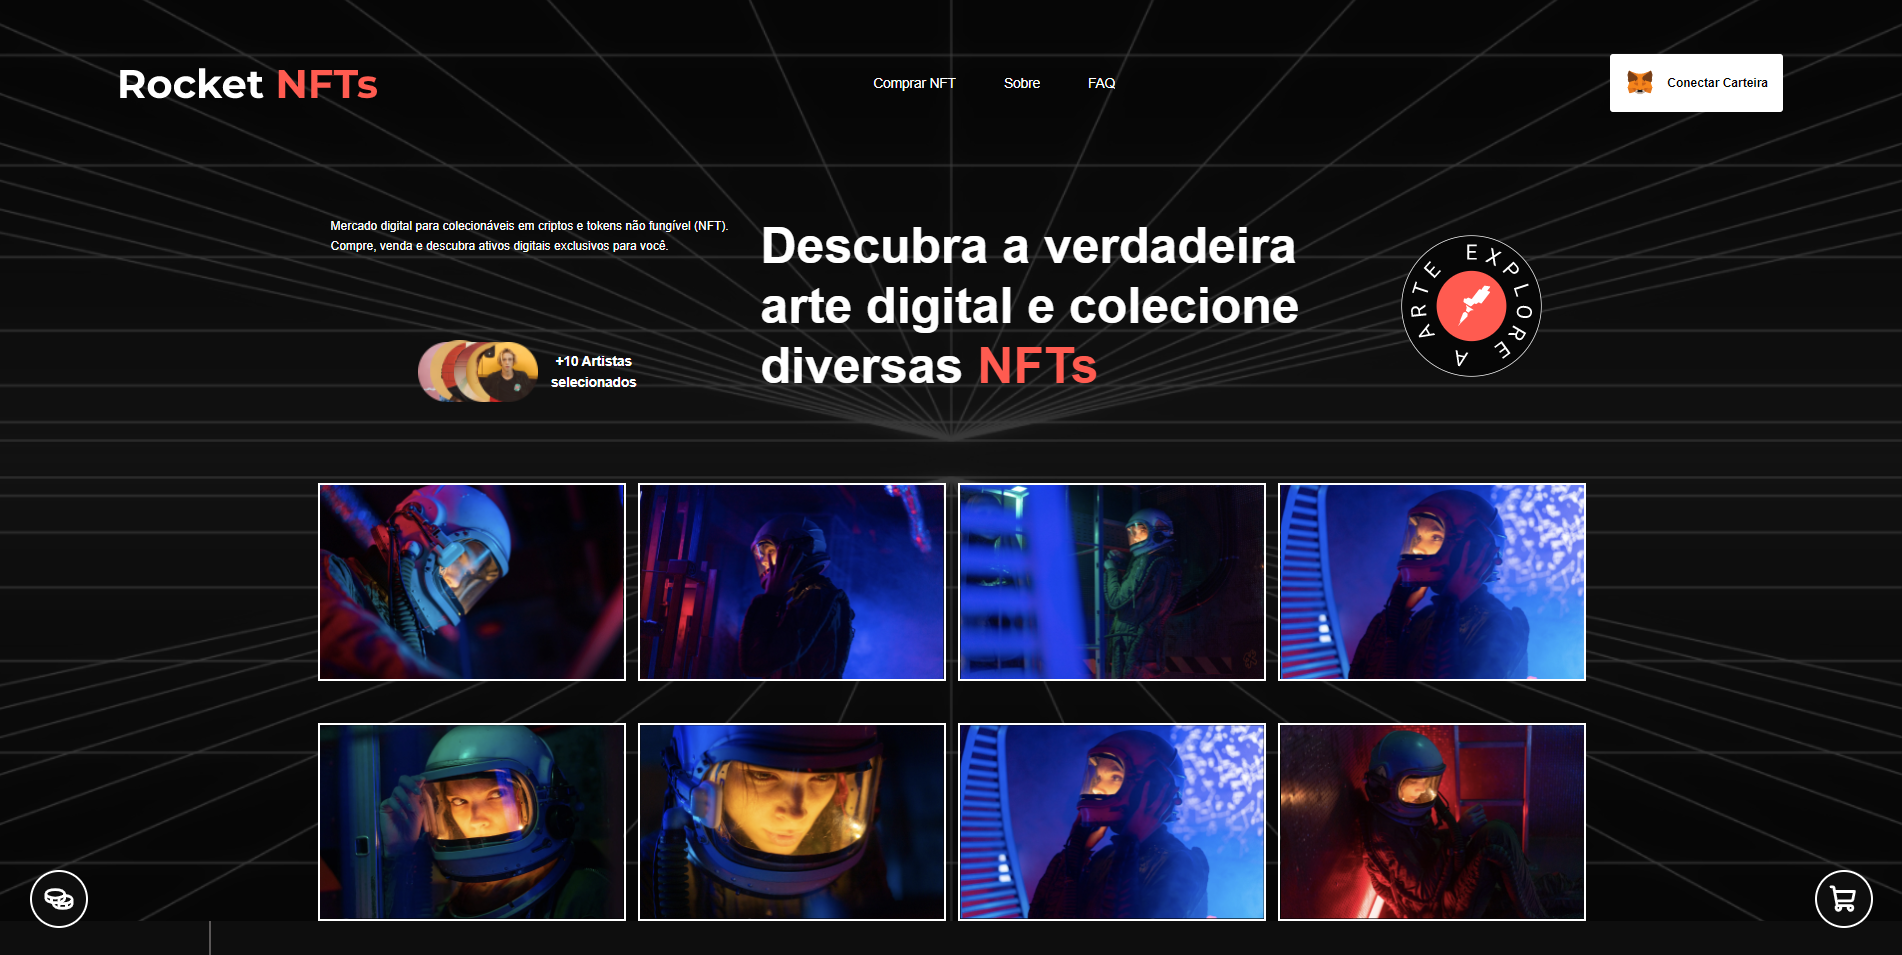 Rocket NFTs
Comprar NFT
Sobre
FAQ
Conectar Carteira
Mercado digital para colecionáveis em criptos e tokens não fungível (NFT).
Compre, venda e descubra ativos digitais exclusivos para você.
+10 Artistas
selecionados
Descubra a verdadeira
arte digital e colecione
diversas NFTs
EXPLORE A ARTE